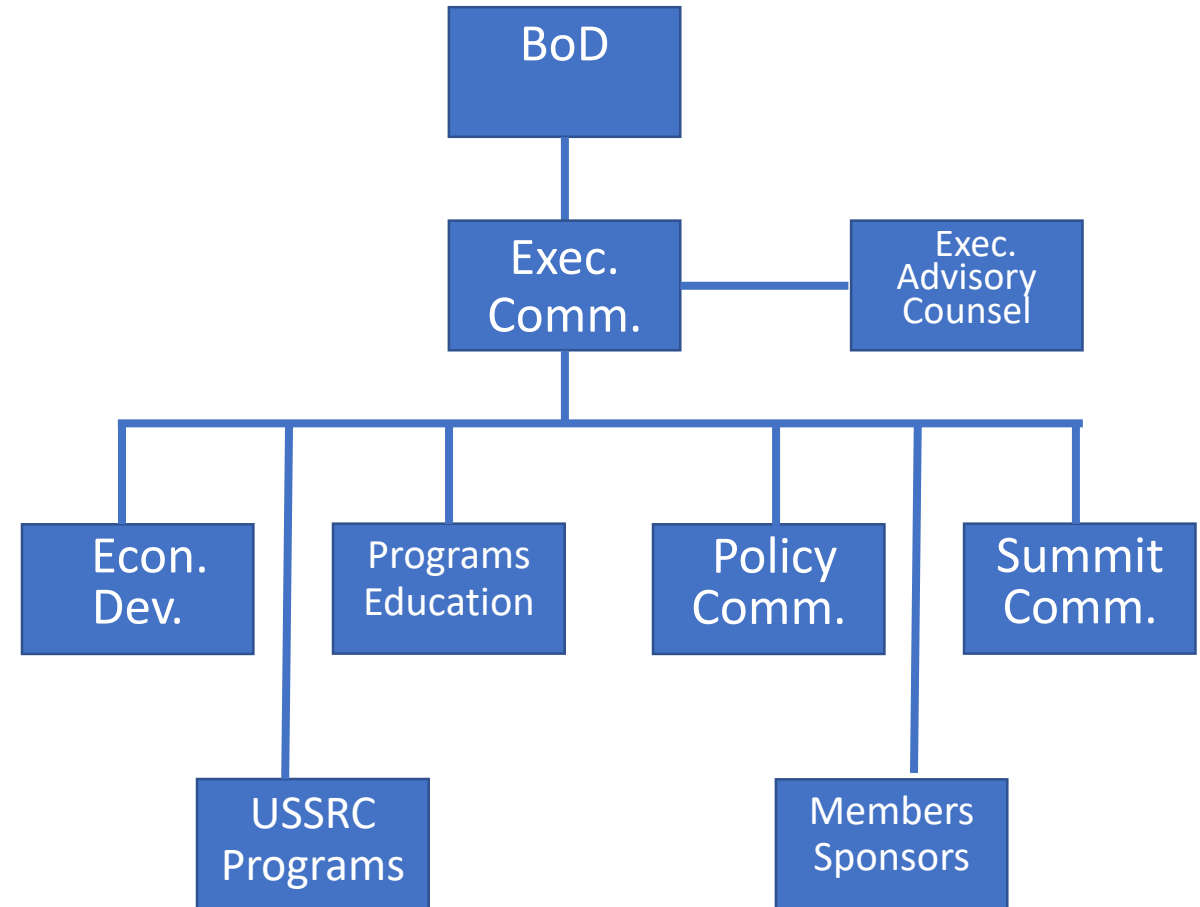 BoD
Exec.
Comm.
Exec.
Advisory
Counsel
Econ.
Dev.
Programs
Education
Policy
Comm.
Summit
Comm.
USSRC
Programs
Members
Sponsors